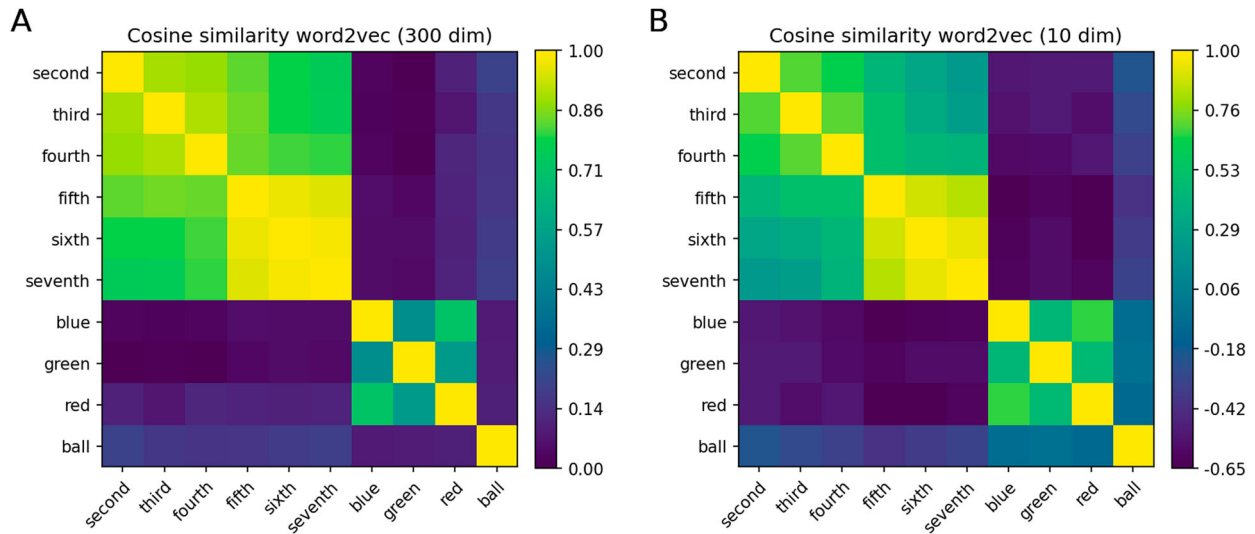 A
Cosine similarity word2vec (300 dim)
second
third
fourth
fifth
sixth
seventh
blue
green
red
ball
second
third
fourth
fifth
sixth
seventh
blue
green
red
ball
1.00
0.86
0.71
0.57
0.43
0.29
0.14
0.00
B
Cosine similarity word2vec (10 dim)
second
third
fourth
fifth
sixth
seventh
blue
green
red
ball
second
third
fourth
fifth
sixth
seventh
blue
green
red
ball
1.00
0.76
0.53
0.29
0.06
-0.18
-0.42
-0.65